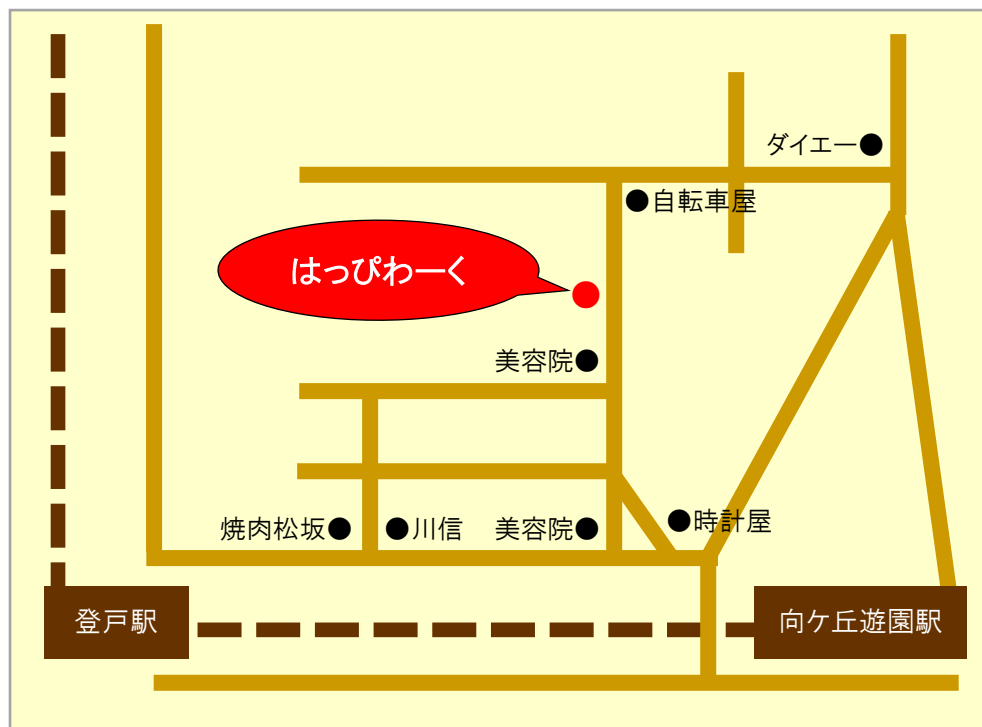 ダイエー
自転車屋
はっぴわーく
美容院
焼肉松坂
川信
美容院
時計屋
登戸駅
向ケ丘遊園駅